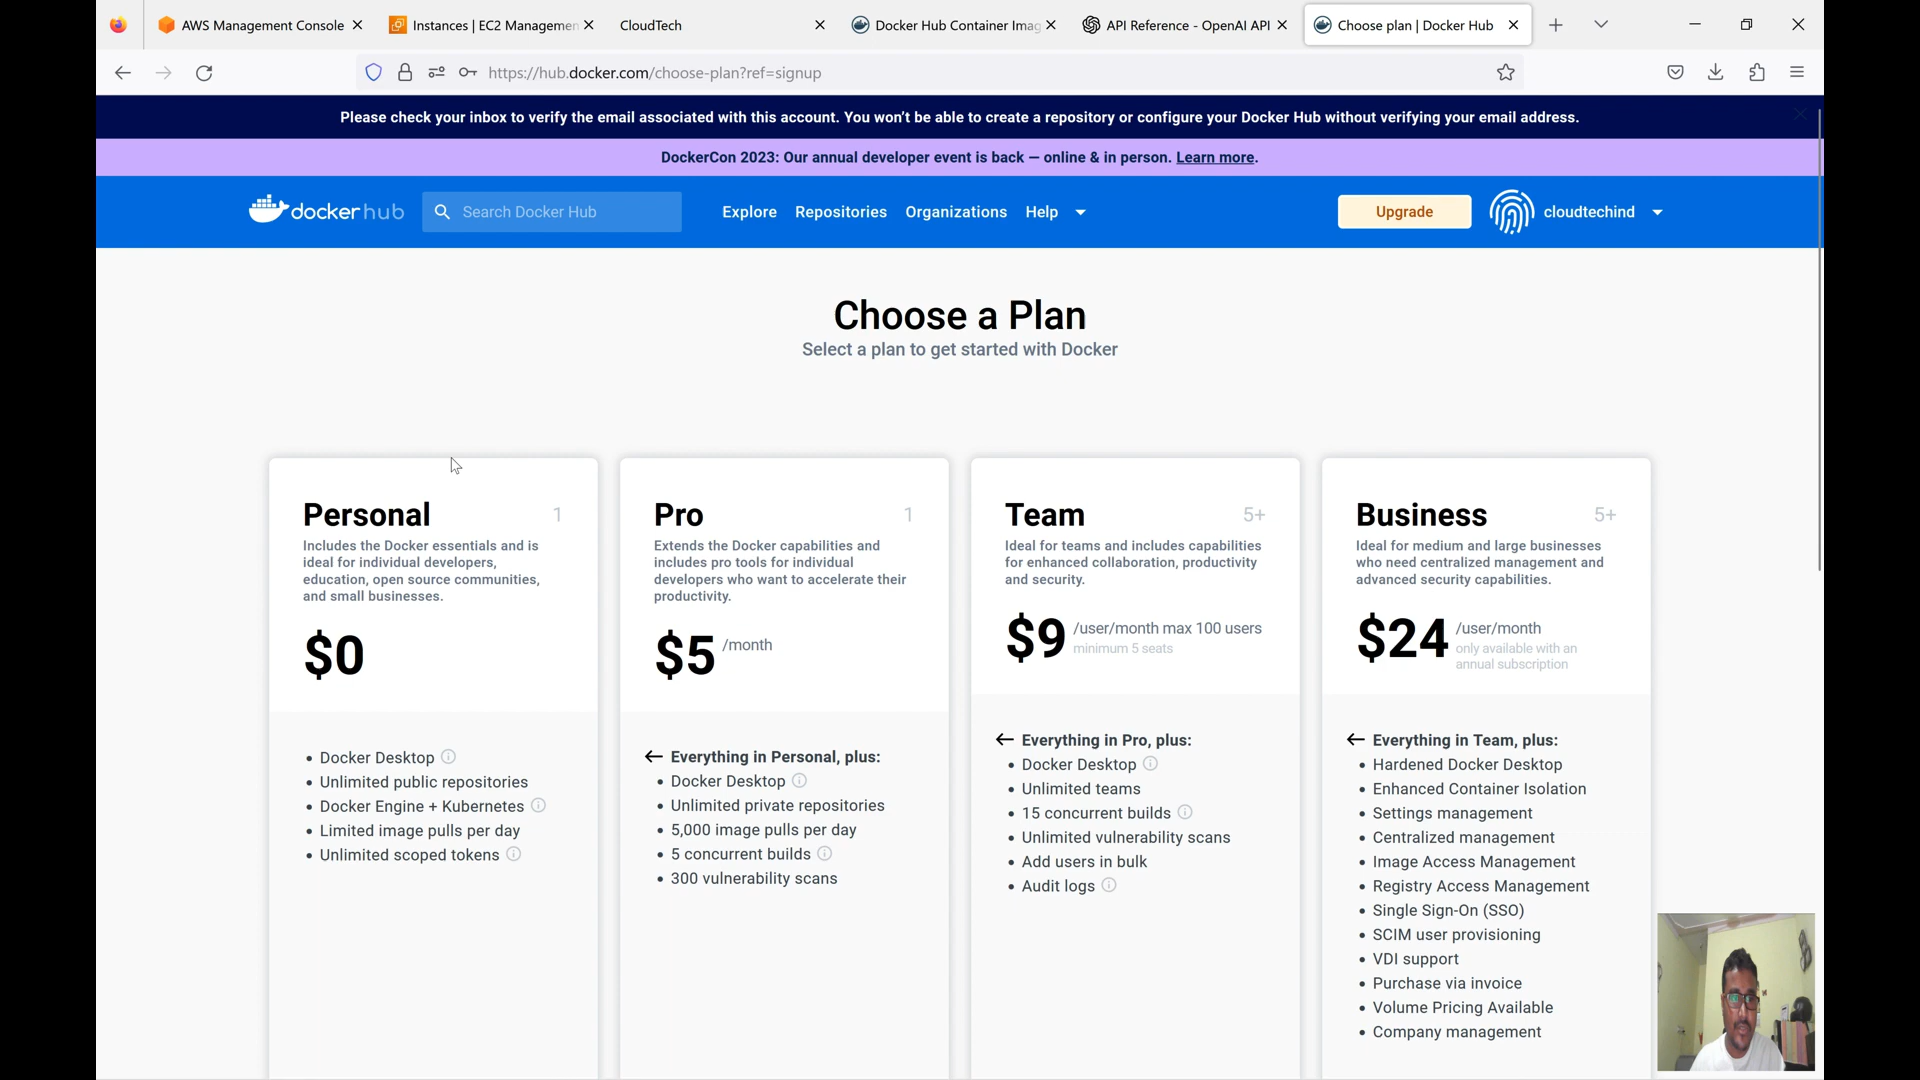 AWS Management Console
Instances | EC2 Managemen
CloudTech
Docker Hub Container Imag
API Reference - OpenAI API
Choose plan | Docker Hub
https://hub.docker.com/choose-plan?ref=signup
Please check your inbox to verify the email associated with this account. You won't be able to create a repository or configure your Docker Hub without verifying your email address.
DockerCon 2023: Our annual developer event is back — online & in person. Learn more.
docker hub
Search Docker Hub
Explore
Repositories
Organizations
Help
Upgrade
cloudtechind
Choose a Plan
Select a plan to get started with Docker
Personal
1
Includes the Docker essentials and is
ideal for individual developers,
education, open source communities,
and small businesses.
$0
• Docker Desktop
• Unlimited public repositories
• Docker Engine + Kubernetes
• Limited image pulls per day
• Unlimited scoped tokens
Pro
1
Extends the Docker capabilities and
includes pro tools for individual
developers who want to accelerate their
productivity.
$5 /month
Everything in Personal, plus:
• Docker Desktop
• Unlimited private repositories
• 5,000 image pulls per day
• 5 concurrent builds
• 300 vulnerability scans
Team
5+
Ideal for teams and includes capabilities
for enhanced collaboration, productivity
and security.
$9 /user/month max 100 users
minimum 5 seats
Everything in Pro, plus:
• Docker Desktop
• Unlimited teams
• 15 concurrent builds
• Unlimited vulnerability scans
• Add users in bulk
• Audit logs
Business
5+
Ideal for medium and large businesses
who need centralized management and
advanced security capabilities.
$24 /user/month
only available with an
annual subscription
Everything in Team, plus:
• Hardened Docker Desktop
• Enhanced Container Isolation
• Settings management
• Centralized management
• Image Access Management
• Registry Access Management
• Single Sign-On (SSO)
• SCIM user provisioning
• VDI support
• Purchase via invoice
• Volume Pricing Available
• Company management